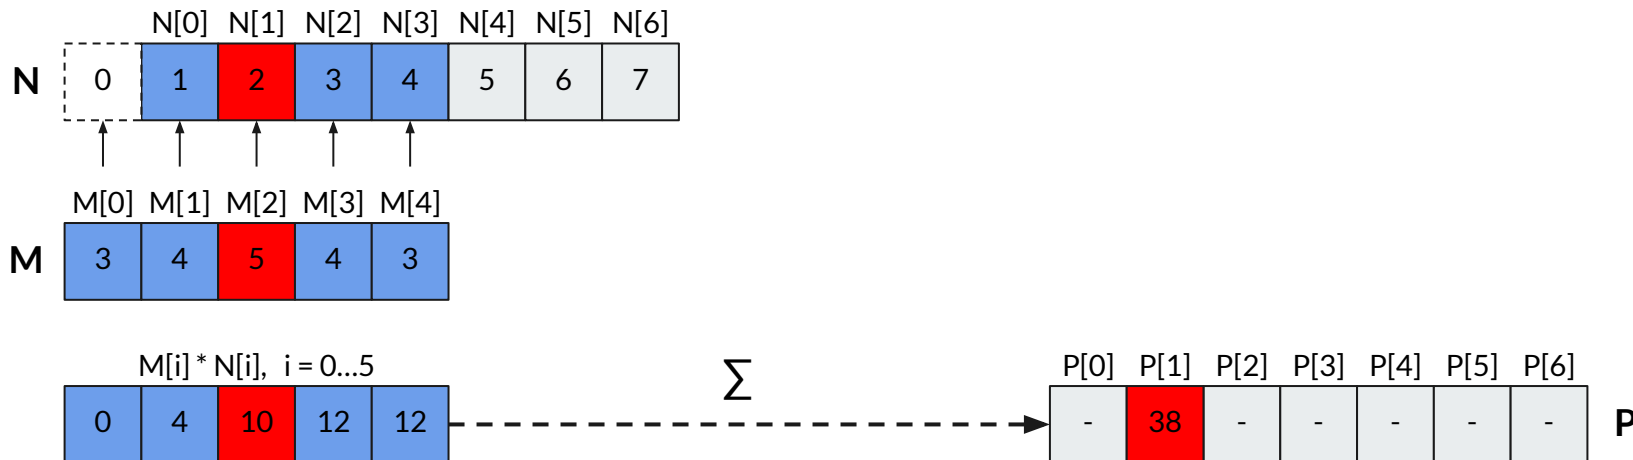 N[0] N[1] N[2] N[3] N[4] N[5] N[6]
N 0 1 2 3 4 5 6 7
M[0] M[1] M[2] M[3] M[4]
M 3 4 5 4 3
M[i] * N[i], i = 0...5 ∑ P[0] P[1] P[2] P[3] P[4] P[5] P[6]
0 4 10 12 12 - 38 - - - - - P